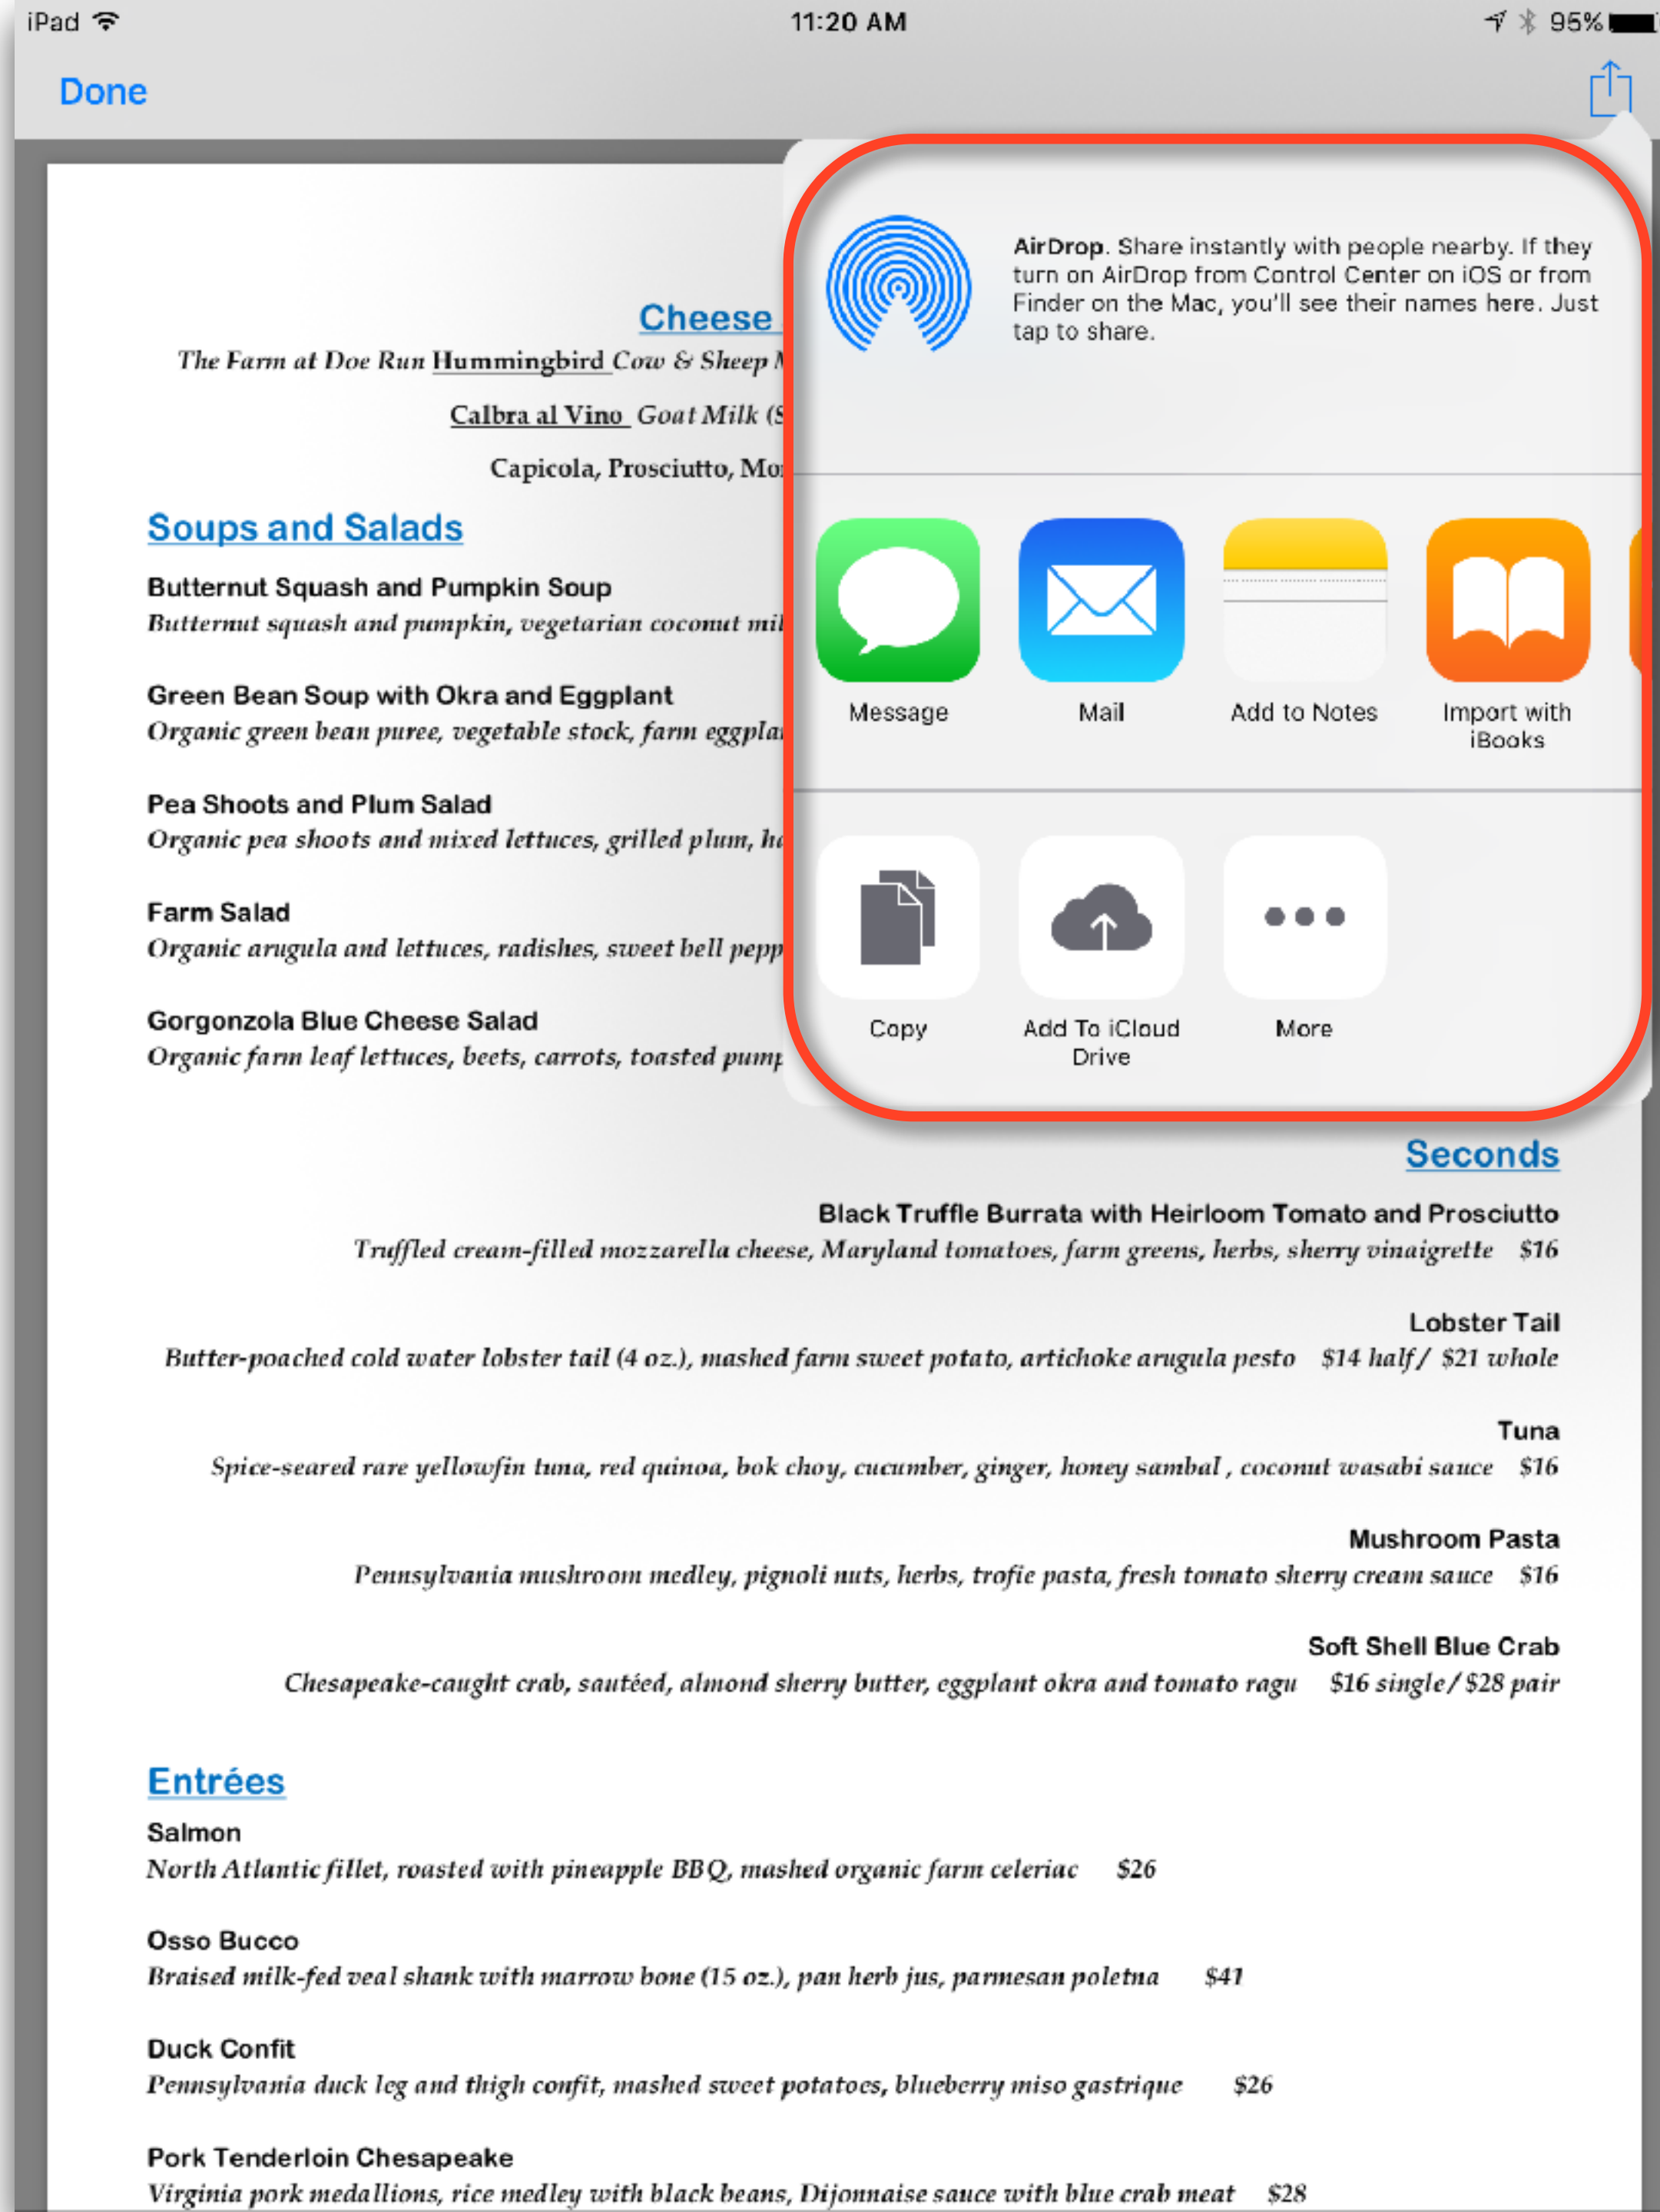 iPad
11:20 AM
95%
Done
AirDrop. Share instantly with people nearby. If they
turn on AirDrop from Control Center on iOS or from
Finder on the Mac, you'll see their names here. Just
tap to share.
Message
Mail
Add to Notes
Import with
iBooks
Copy
Add To iCloud
Drive
More
Cheese
The Farm at Doe Run Hummingbird Cow & Sheep
Calbra al Vino Goat Milk
Capicola, Prosciutto,
Soups and Salads
Butternut Squash and Pumpkin Soup
Butternut squash and pumpkin, vegetarian coconut
Green Bean Soup with Okra and Eggplant
Organic green bean puree, vegetable stock, farm
Pea Shoots and Plum Salad
Organic pea shoots and mixed lettuces, grilled plum,
Farm Salad
Organic arugula and lettuces, radishes, sweet bell
Gorgonzola Blue Cheese Salad
Organic farm leaf lettuces, beets, carrots, toasted
Seconds
Black Truffle Burrata with Heirloom Tomato and Prosciutto
Truffled cream-filled mozzarella cheese, Maryland tomatoes, farm greens, herbs, sherry vinaigrette $16
Lobster Tail
Butter-poached cold water lobster tail (4 oz.), mashed farm sweet potato, artichoke arugula pesto $14 half/ $21 whole
Tuna
Spice-seared rare yellowfin tuna, red quinoa, bok choy, cucumber, ginger, honey sambal , coconut wasabi sauce $16
Mushroom Pasta
Pennsylvania mushroom medley, pignoli nuts, herbs, trofie pasta, fresh tomato sherry cream sauce $16
Soft Shell Blue Crab
Chesapeake-caught crab, sautéed, almond sherry butter, eggplant okra and tomato ragu $16 single/ $28 pair
Entrées
Salmon
North Atlantic fillet, roasted with pineapple BBQ, mashed organic farm celeriac $26
Osso Bucco
Braised milk-fed veal shank with marrow bone (15 oz.), pan herb jus, parmesan poletna $41
Duck Confit
Pennsylvania duck leg and thigh confit, mashed sweet potatoes, blueberry miso gastrique $26
Pork Tenderloin Chesapeake
Virginia pork medallions, rice medley with black beans, Dijonnaise sauce with blue crab meat $28